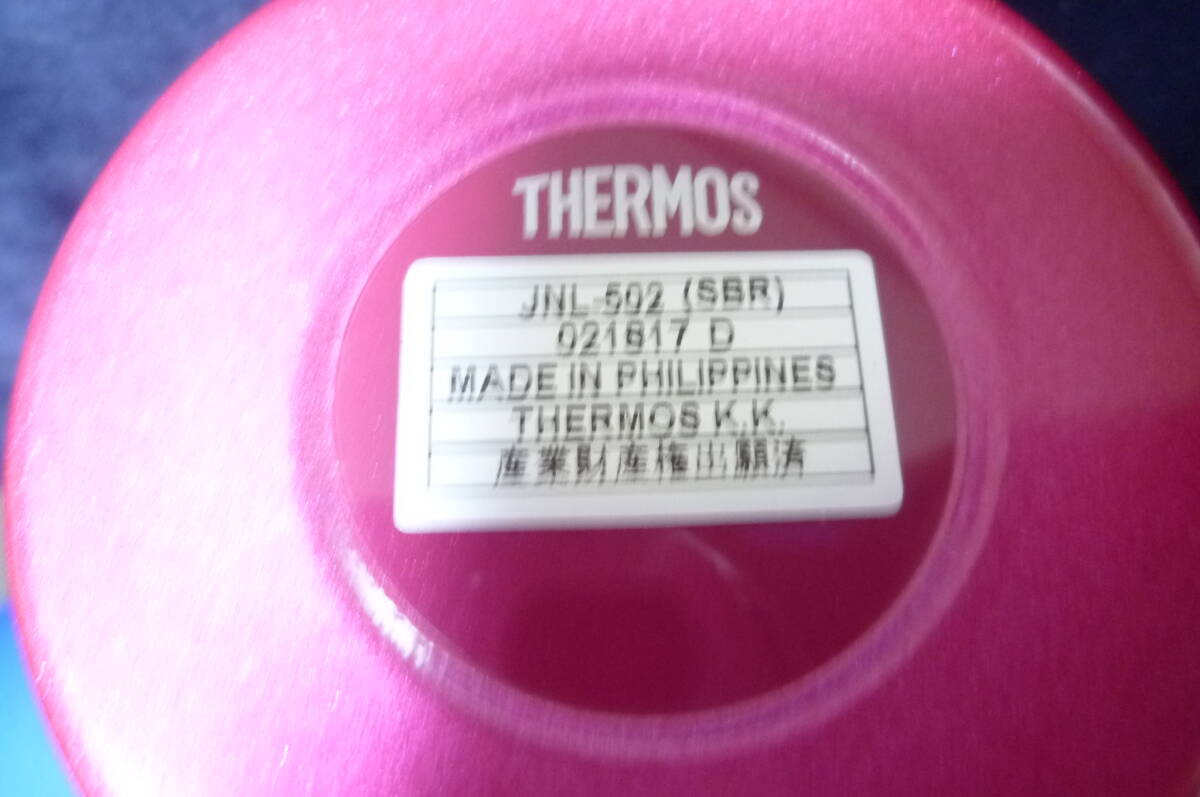 THERMOS
JNL-502 (SBR)
021817 D
MADE IN PHILIPPINES
THERMOS K.K.
産業財産権出願済